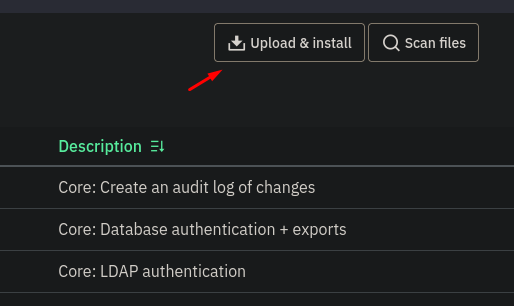 Upload & install
Scan files
Description
Core: Create an audit log of changes
Core: Database authentication + exports
Core: LDAP authentication